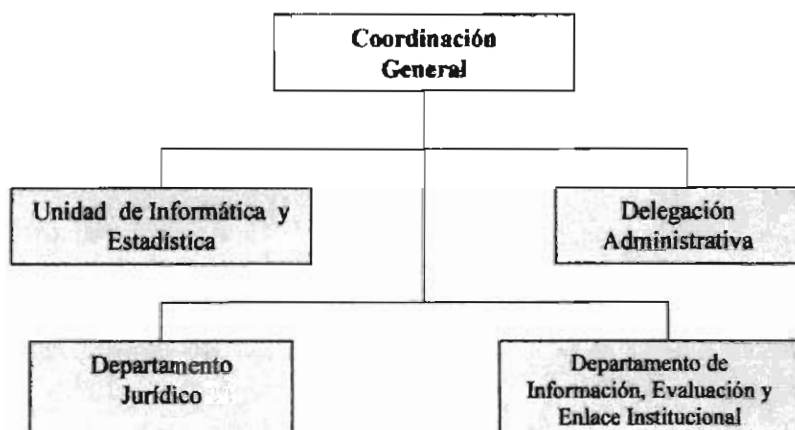 Coordinación
General
Unidad de Informática y
Estadística
Delegación
Administrativa
Departamento
Jurídico
Departamento de
Información, Evaluación y
Enlace Institucional